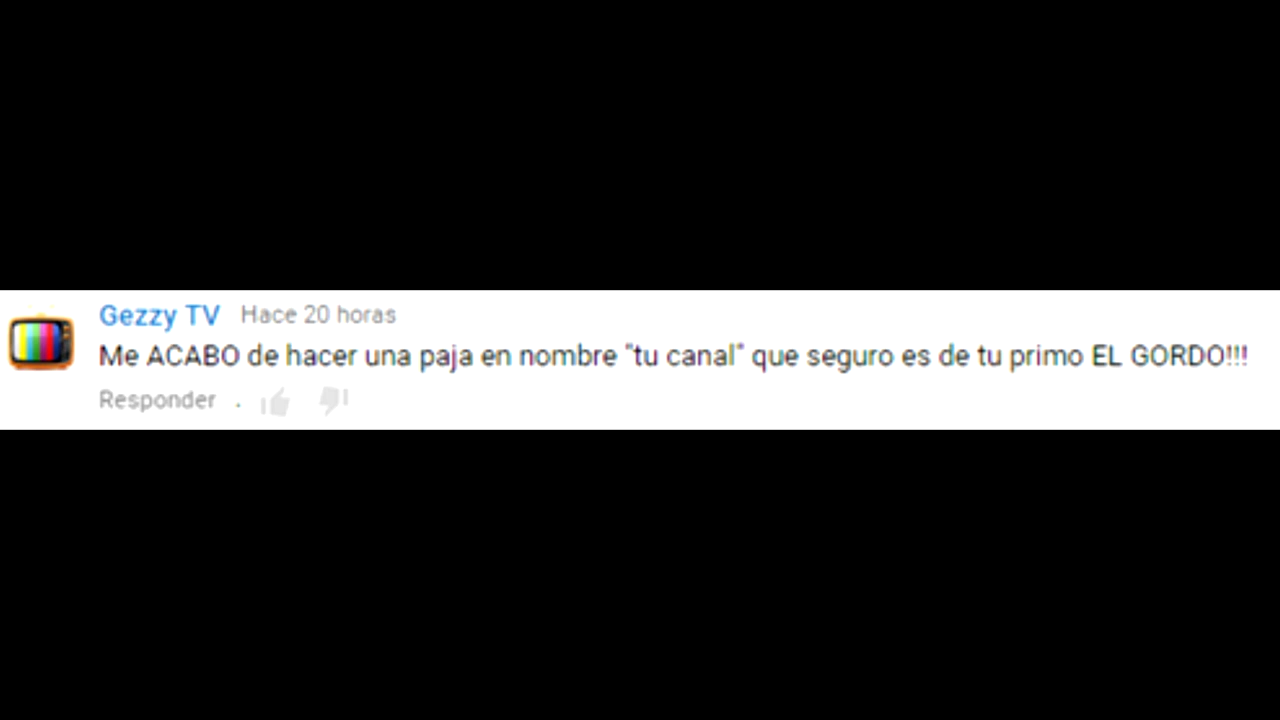 Gezzy TV Hace 20 horas
Me ACABO de hacer una paja en nombre "tu canal" que seguro es de tu primo EL GORDO!!!
Responder .